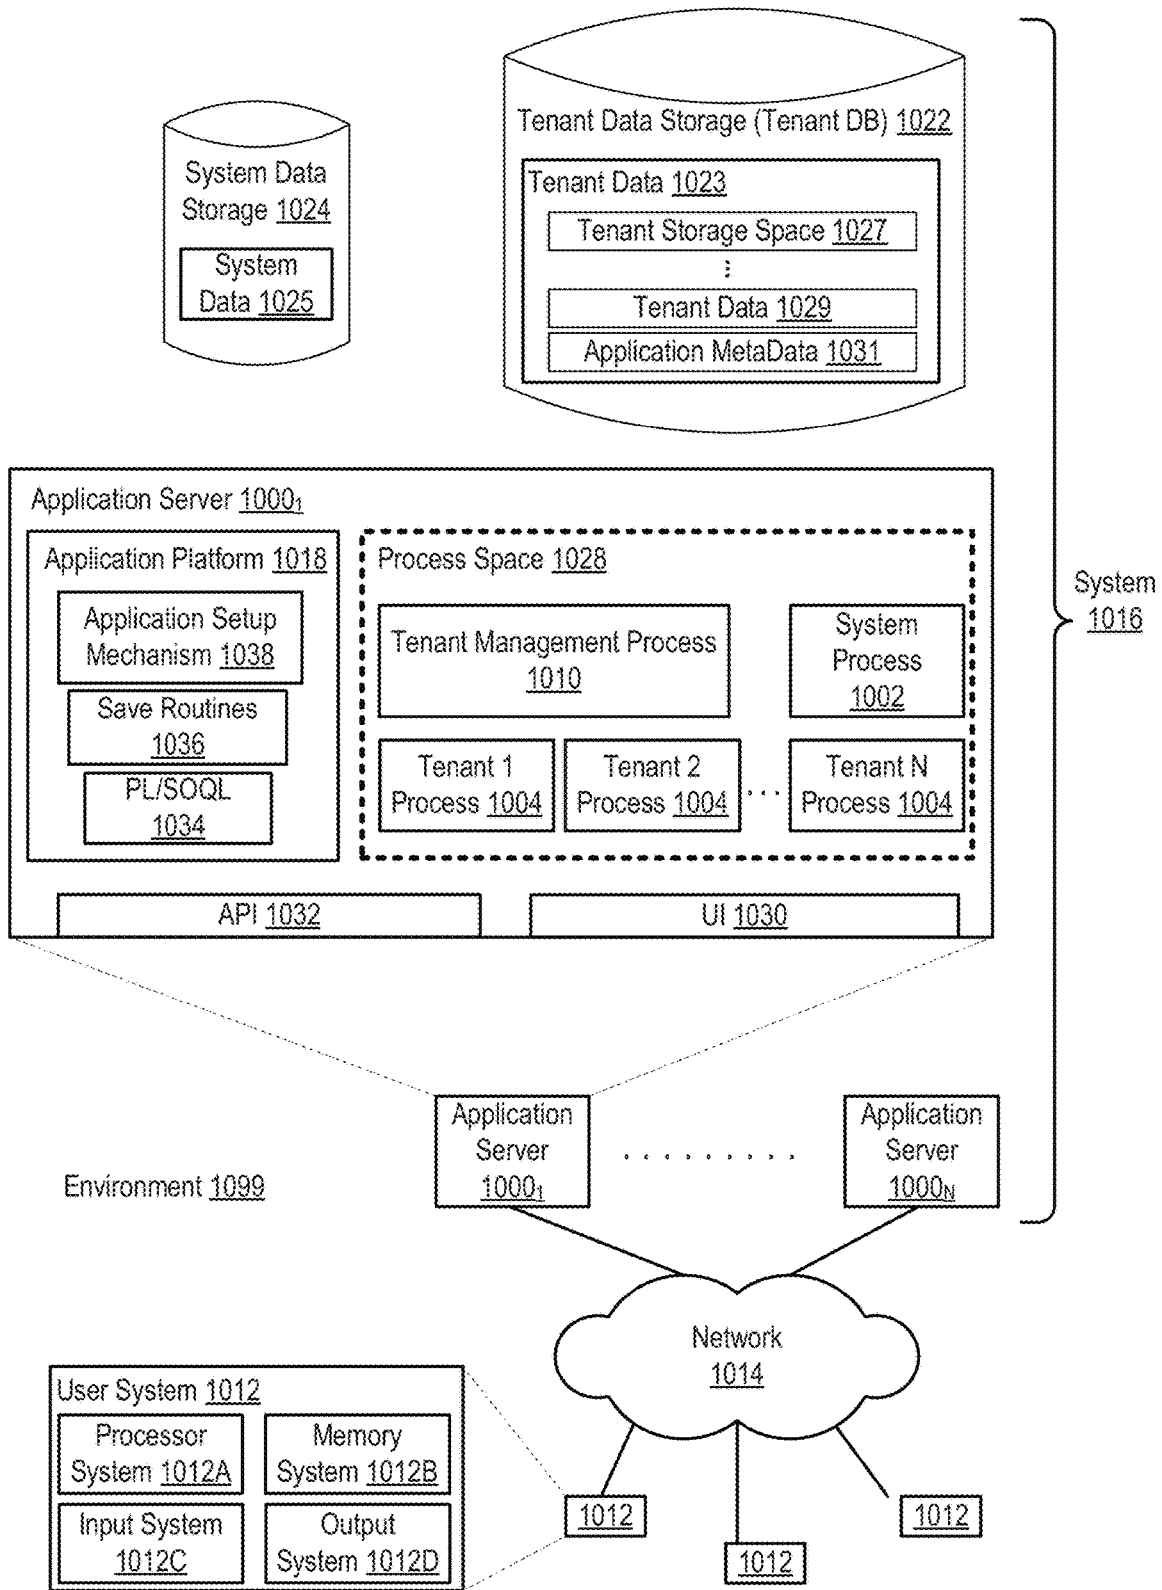 Tenant Data Storage (Tenant DB) 1022
System Data
Storage 1024
System
Data 1025
Tenant Data 1023
Tenant Storage Space 1027
Tenant Data 1029
Application MetaData 1031
System
1016
Application Server 1000₁
Application Platform 1018
Application Setup
Mechanism 1038
Save Routines
1036
PL/SOQL
1034
Process Space 1028
Tenant Management Process
1010
System
Process
1002
Tenant 1
Process 1004
Tenant 2
Process 1004
Tenant N
Process 1004
API 1032
UI 1030
Application
Server
1000₁
Application
Server
1000N
Environment 1099
Network
1014
User System 1012
Processor
System 1012A
Memory
System 1012B
Input System
1012C
Output
System 1012D
1012
1012
1012